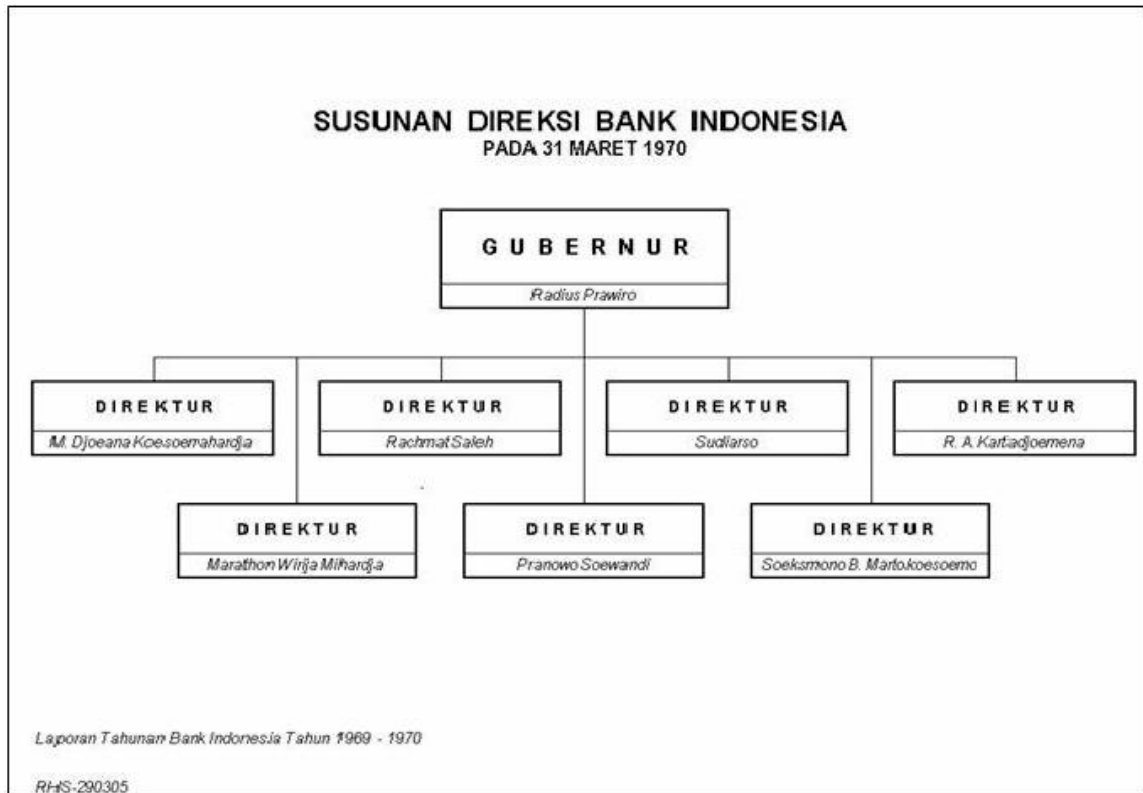 SUSUNAN DIREKSI BANK INDONESIA
PADA 31 MARET 1970
GUBERNUR
Radius Prawiro
DIREKTUR
M. Djoeana Koesoemahardja
DIREKTUR
Rachmat Saleh
DIREKTUR
Sudiarso
DIREKTUR
R. A. Kartadjoemena
DIREKTUR
Marathon Wirija Mihardja
DIREKTUR
Pranowo Soewandi
DIREKTUR
Soeksmono B. Martokoesoemo
Laporan Tahunan Bank Indonesia Tahun 1969 - 1970
RHS-290305